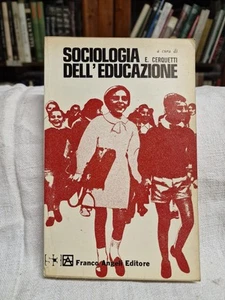 SOCIOLOGIA
a cura di
DELL'EDUCAZIONE
E. CERQUETTI
Franco Angeli Editore